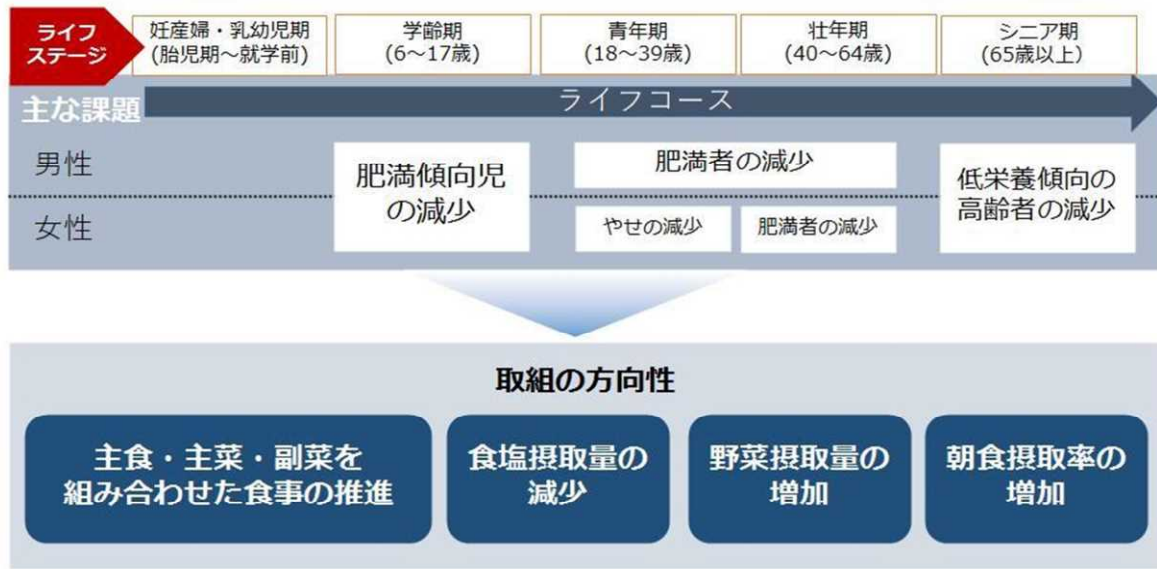 ライフ
ステージ
妊産婦・乳幼児期
(胎児期～就学前)
学齢期
(6～17歳)
青年期
(18～39歳)
壮年期
(40～64歳)
シニア期
(65歳以上)
主な課題
ライフコース
男性
女性
肥満傾向児
の減少
肥満者の減少
やせの減少
肥満者の減少
低栄養傾向の
高齢者の減少
取組の方向性
主食・主菜・副菜を
組み合わせた食事の推進
食塩摂取量の
減少
野菜摂取量の
増加
朝食摂取率の
増加